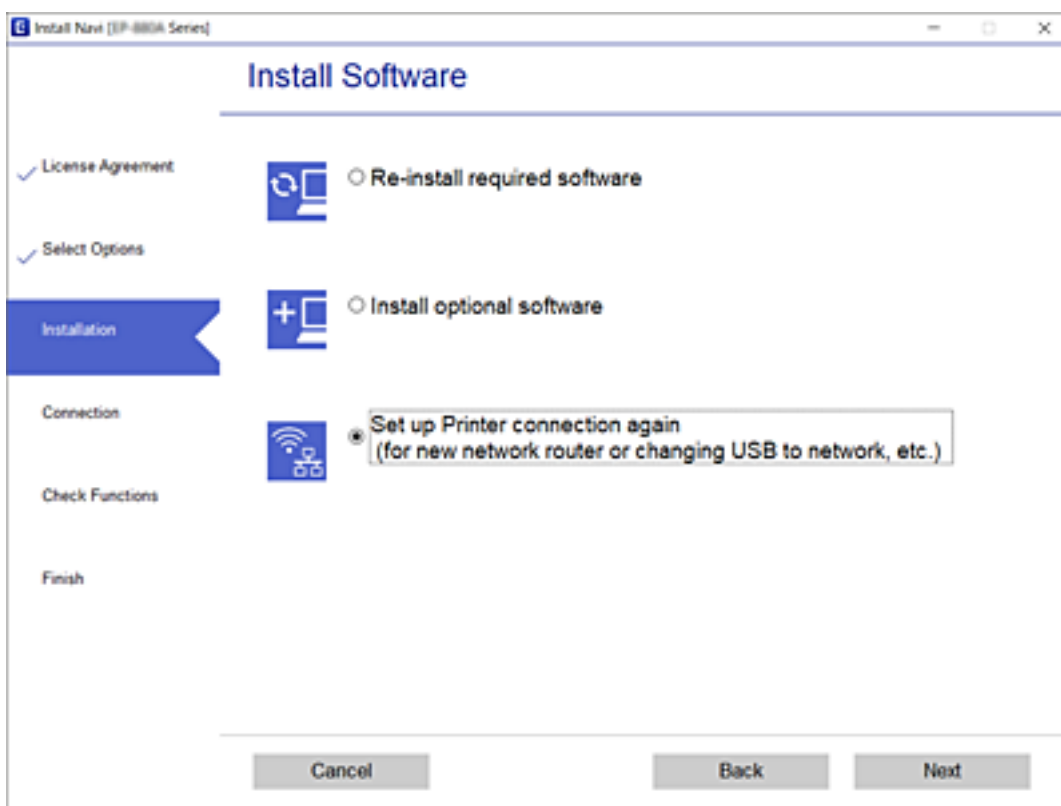 Install Navi [ Series]
Install Software
License Agreement
Select Options
Installation
Connection
Check Functions
Finish
Re-install required software
Install optional software
Set up Printer connection again
(for new network router or changing USB to network, etc.)
Cancel
Back
Next